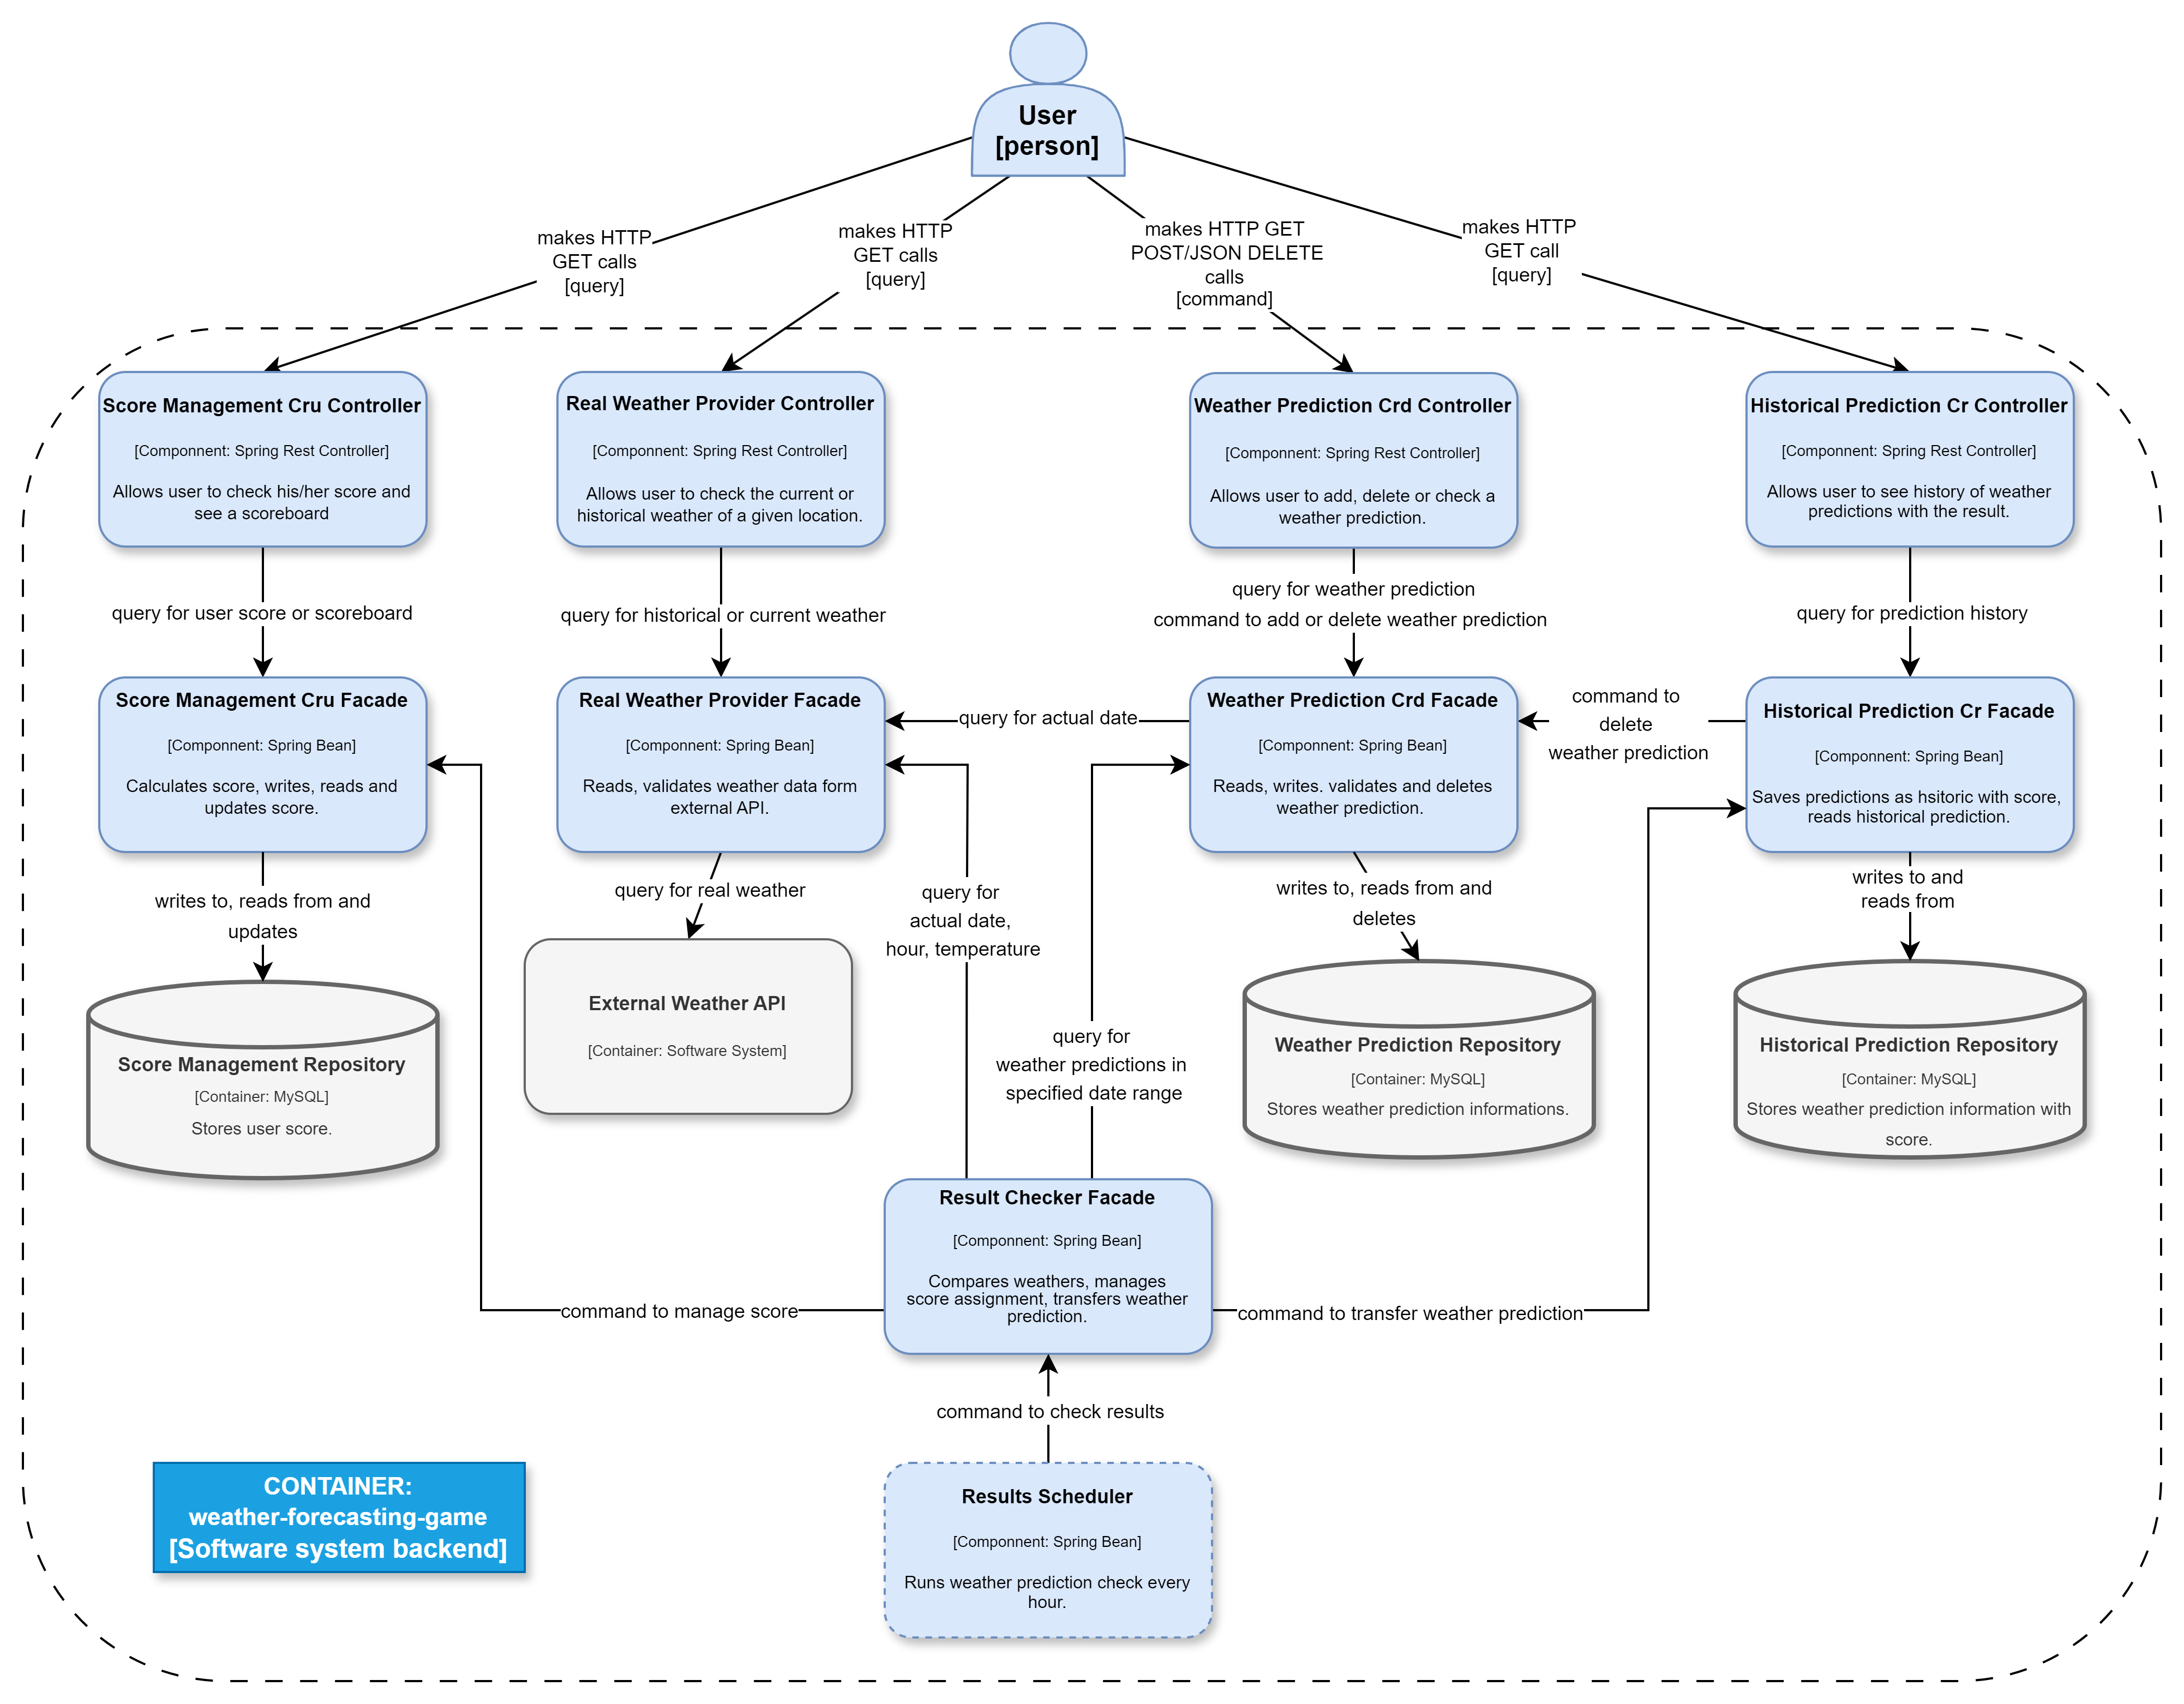 User
[person]
makes HTTP
GET calls
[query]
makes HTTP
GET calls
[query]
makes HTTP GET
POST/JSON DELETE
calls
[command]
makes HTTP
GET call
[query]
Score Management Cru Controller
[Componnent: Spring Rest Controller]
Allows user to check his/her score and
see a scoreboard
Real Weather Provider Controller
[Componnent: Spring Rest Controller]
Allows user to check the current or
historical weather of a given location.
Weather Prediction Crd Controller
[Componnent: Spring Rest Controller]
Allows user to add, delete or check a
weather prediction.
Historical Prediction Cr Controller
[Componnent: Spring Rest Controller]
Allows user to see history of weather
predictions with the result.
query for user score or scoreboard
query for historical or current weather
query for weather prediction
command to add or delete weather prediction
query for prediction history
Score Management Cru Facade
[Componnent: Spring Bean]
Calculates score, writes, reads and
updates score.
Real Weather Provider Facade
[Componnent: Spring Bean]
Reads, validates weather data form
external API.
query for actual date
Weather Prediction Crd Facade
[Componnent: Spring Bean]
Reads, writes. validates and deletes
weather prediction.
command to
delete
weather prediction
Historical Prediction Cr Facade
[Componnent: Spring Bean]
Saves predictions as hsitoric with score,
reads historical prediction.
writes to, reads from and
updates
query for real weather
query for
actual date,
hour, temperature
writes to, reads from and
deletes
writes to and
reads from
Score Management Repository
[Container: MySQL]
Stores user score.
External Weather API
[Container: Software System]
query for
weather predictions in
specified date range
Weather Prediction Repository
[Container: MySQL]
Stores weather prediction informations.
Historical Prediction Repository
[Container: MySQL]
Stores weather prediction information with
score.
Result Checker Facade
[Componnent: Spring Bean]
Compares weathers, manages
score assignment, transfers weather
prediction.
command to manage score
command to transfer weather prediction
command to check results
CONTAINER:
weather-forecasting-game
[Software system backend]
Results Scheduler
[Componnent: Spring Bean]
Runs weather prediction check every
hour.